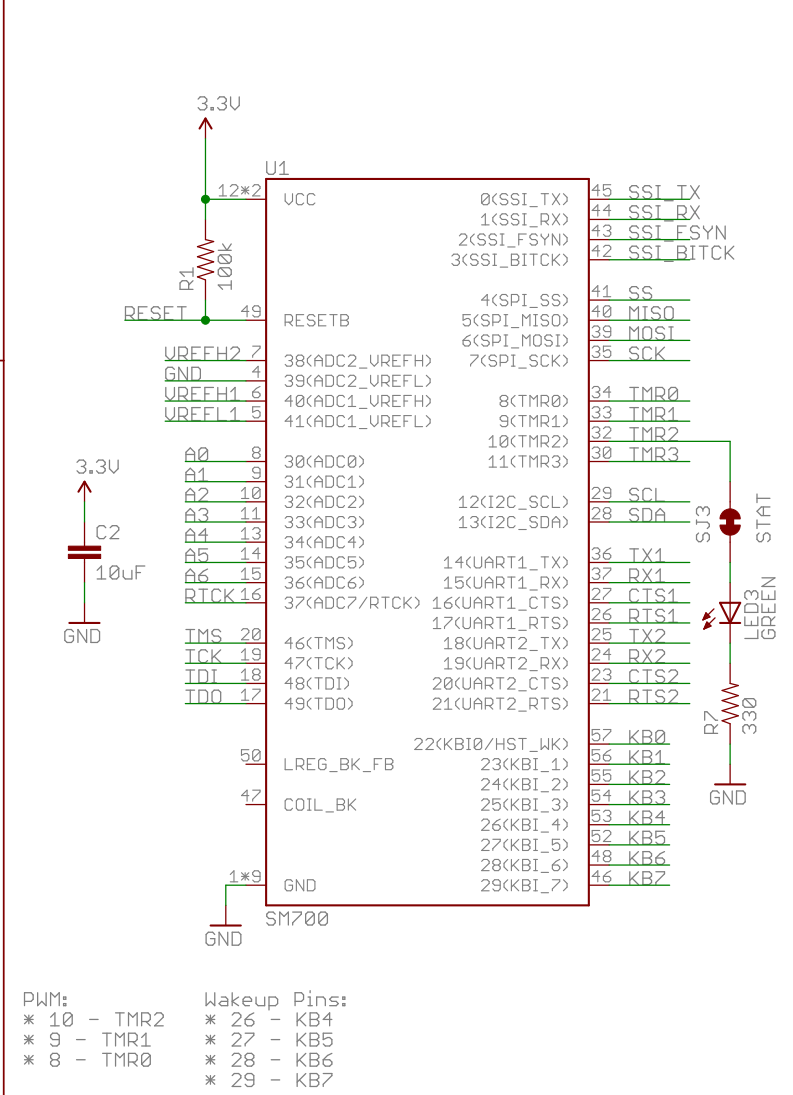 3.3V
U1
12*2 VCC
R1
100k
RESET 49 RESETB
VREFH2 7 38(ADC2_VREFH)
GND 4 39(ADC2_VREFL)
VREFH1 6 40(ADC1_VREFH)
VREFL1 5 41(ADC1_VREFL)
A0 8 30(ADC0)
A1 9 31(ADC1)
A2 10 32(ADC2)
A3 11 33(ADC3)
A4 13 34(ADC4)
A5 14 35(ADC5)
A6 15 36(ADC6)
RTCK 16 37(ADC7/RTCK)
TMS 20 46(TMS)
TCK 19 47(TCK)
TDI 18 48(TDI)
TDO 17 49(TDO)
50 LREG_BK_FB
47 COIL_BK
1*9 GND
GND
SM700
0(SSI_TX) 45 SSI_TX
1(SSI_RX) 44 SSI_RX
2(SSI_FSYN) 43 SSI_FSYN
3(SSI_BITCK) 42 SSI_BITCK
4(SPI_SS) 41 SS
5(SPI_MISO) 40 MISO
6(SPI_MOSI) 39 MOSI
7(SPI_SCK) 35 SCK
8(TMR0) 34 TMR0
9(TMR1) 33 TMR1
10(TMR2) 32 TMR2
11(TMR3) 30 TMR3
12(I2C_SCL) 29 SCL
13(I2C_SDA) 28 SDA
14(UART1_TX) 36 TX1
15(UART1_RX) 37 RX1
16(UART1_CTS) 27 CTS1
17(UART1_RTS) 26 RTS1
18(UART2_TX) 25 TX2
19(UART2_RX) 24 RX2
20(UART2_CTS) 23 CTS2
21(UART2_RTS) 21 RTS2
22(KBI0/HST_WK) 57 KB0
23(KBI_1) 56 KB1
24(KBI_2) 55 KB2
25(KBI_3) 54 KB3
26(KBI_4) 53 KB4
27(KBI_5) 52 KB5
28(KBI_6) 48 KB6
29(KBI_7) 46 KB7
3.3V
C2
10uF
GND
SJ3
STAT
LED3
GREEN
R7
330
GND
PWM:
* 10 - TMR2
* 9 - TMR1
* 8 - TMR0
Wakeup Pins:
* 26 - KB4
* 27 - KB5
* 28 - KB6
* 29 - KB7